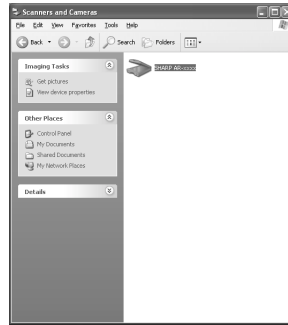 Scanners and Cameras
File Edit View Favorites Tools Help
Back Search Folders
Imaging Tasks
Get pictures
View device properties
Other Places
Control Panel
My Documents
Shared Documents
My Network Places
Details
SHARP AR-xxxx